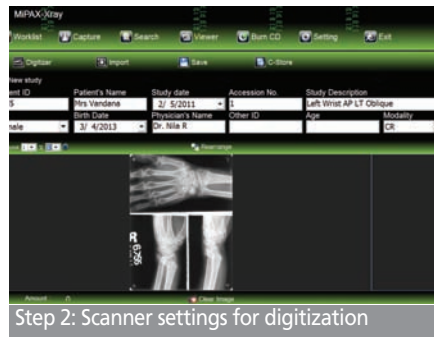 MiPAX-Xray
Worklist Capture Search Viewer Burn CD Setting Exit
Digitizer Import Save C-Store
New study
ent ID Patient's Name Study date Accession No. Study Description
5 Mrs Vandana 2/ 5/2011 1 Left Wrist AP LT Oblique
Birth Date Physician's Name Other ID Age Modality
male 3/ 4/2013 Dr. Nila R CR
Rearrange
R
Amount : 0 Clear Image
Step 2: Scanner settings for digitization